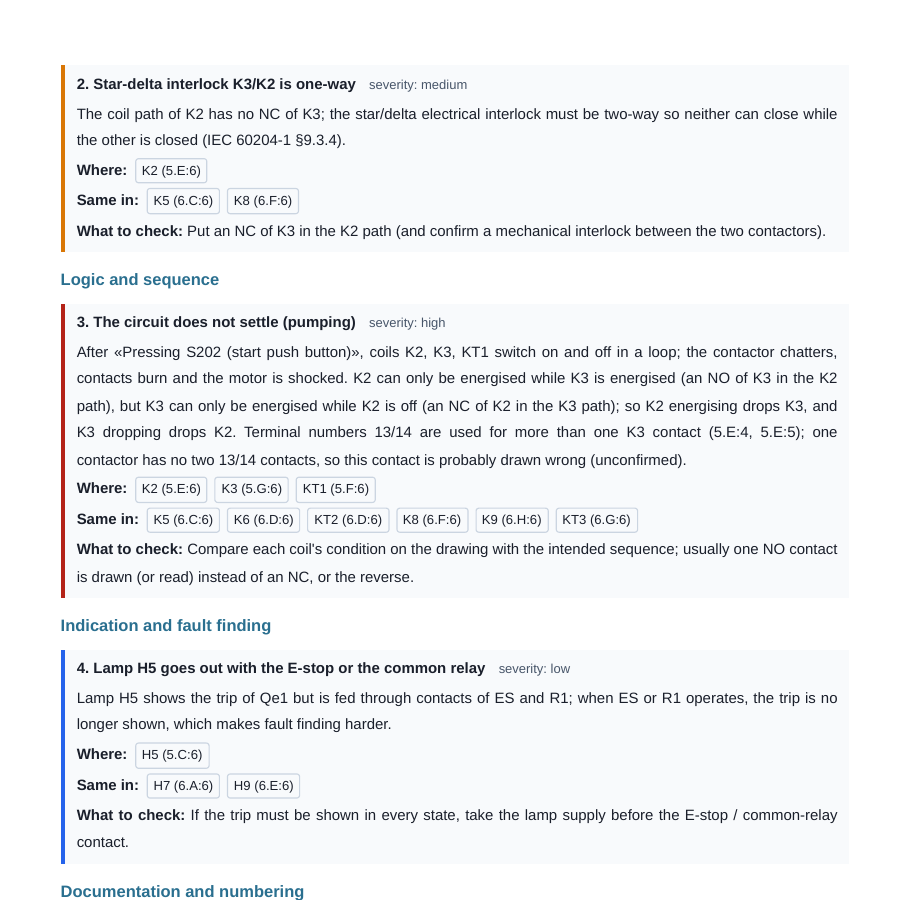 2. Star-delta interlock K3/K2 is one-way severity: medium
The coil path of K2 has no NC of K3; the star/delta electrical interlock must be two-way so neither can close while
the other is closed (IEC 60204-1 §9.3.4).
Where: K2 (5.E:6)
Same in: K5 (6.C:6) K8 (6.F:6)
What to check: Put an NC of K3 in the K2 path (and confirm a mechanical interlock between the two contactors).
Logic and sequence
3. The circuit does not settle (pumping) severity: high
After «Pressing S202 (start push button)», coils K2, K3, KT1 switch on and off in a loop; the contactor chatters,
contacts burn and the motor is shocked. K2 can only be energised while K3 is energised (an NO of K3 in the K2
path), but K3 can only be energised while K2 is off (an NC of K2 in the K3 path); so K2 energising drops K3, and
K3 dropping drops K2. Terminal numbers 13/14 are used for more than one K3 contact (5.E:4, 5.E:5); one
contactor has no two 13/14 contacts, so this contact is probably drawn wrong (unconfirmed).
Where: K2 (5.E:6) K3 (5.G:6) KT1 (5.F:6)
Same in: K5 (6.C:6) K6 (6.D:6) KT2 (6.D:6) K8 (6.F:6) K9 (6.H:6) KT3 (6.G:6)
What to check: Compare each coil's condition on the drawing with the intended sequence; usually one NO contact
is drawn (or read) instead of an NC, or the reverse.
Indication and fault finding
4. Lamp H5 goes out with the E-stop or the common relay severity: low
Lamp H5 shows the trip of Qe1 but is fed through contacts of ES and R1; when ES or R1 operates, the trip is no
longer shown, which makes fault finding harder.
Where: H5 (5.C:6)
Same in: H7 (6.A:6) H9 (6.E:6)
What to check: If the trip must be shown in every state, take the lamp supply before the E-stop / common-relay
contact.
Documentation and numbering